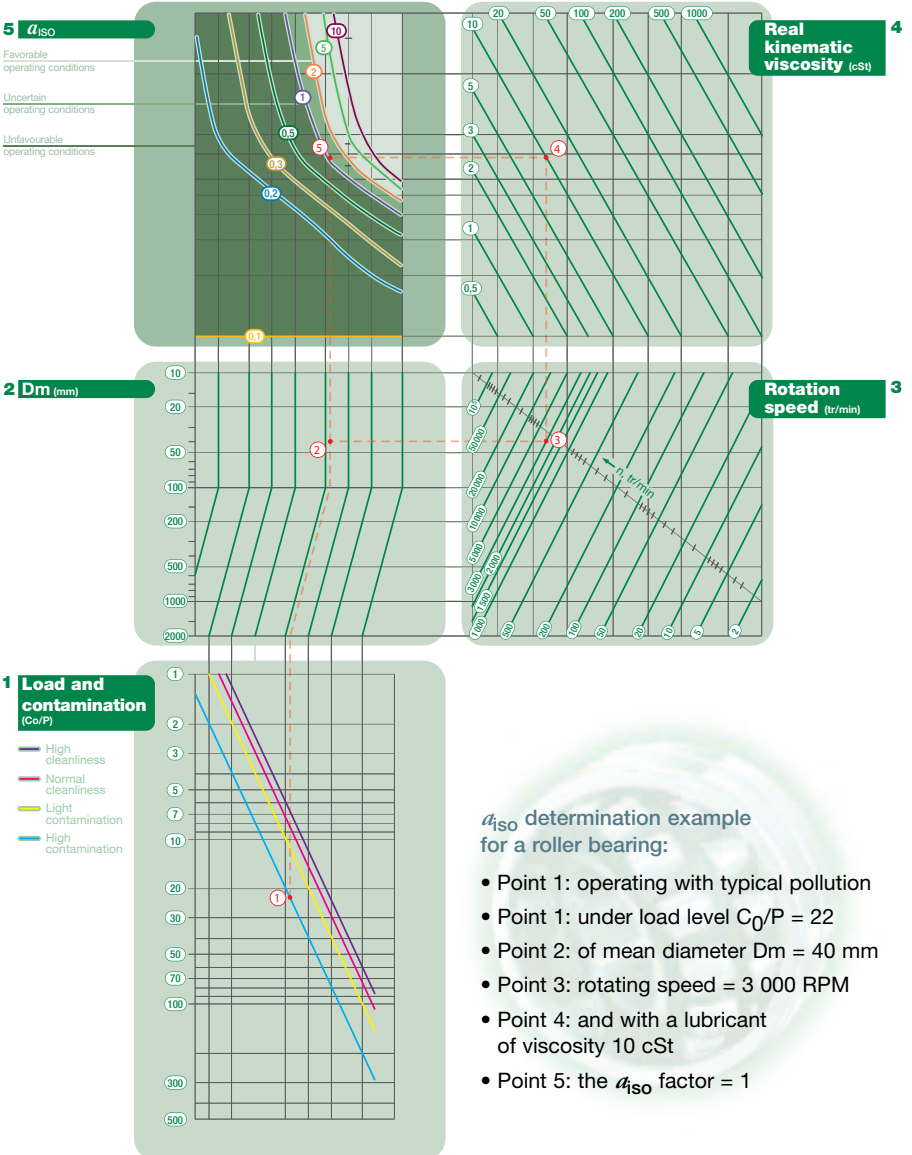 5 aISO
Favorable
operating conditions
Uncertain
operating conditions
Unfavourable
operating conditions
10
5
2
1
0,5
5
0.3
0,2
0,1
Real
kinematic
viscosity (cSt)
4
20 50 100 200 500 1000
10
5
3
2
1
0,5
4
2 Dm (mm)
10
20
50
100
200
500
1000
2000
2
Rotation
speed (tr/min)
3
3
n, tr/min
50000
20000
10000
5000
3000
2000
1500
1000
500
200
100
50
20
10
5
2
1 Load and
contamination
(Co/P)
High
cleanliness
Normal
cleanliness
Light
contamination
High
contamination
1
2
3
5
7
10
20
30
50
70
100
300
500
1
aiso determination example
for a roller bearing:
• Point 1: operating with typical pollution
• Point 1: under load level C0/P = 22
• Point 2: of mean diameter Dm = 40 mm
• Point 3: rotating speed = 3 000 RPM
• Point 4: and with a lubricant
of viscosity 10 cSt
• Point 5: the aiso factor = 1